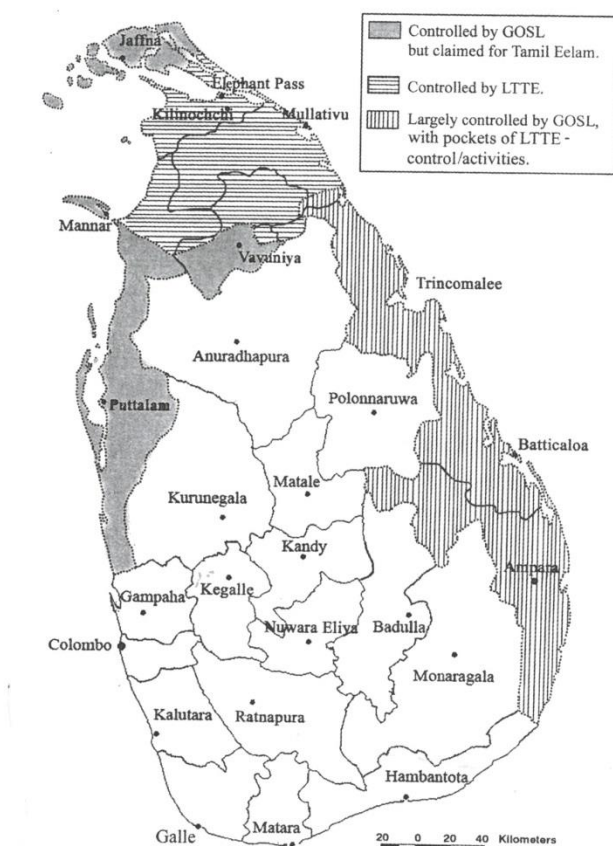 Controlled by GOSL
but claimed for Tamil Eelam.
Controlled by LTTE.
Largely controlled by GOSL,
with pockets of LTTE -
control/activities.
Jaffna
Elephant Pass
Kilinochchi
Mullativu
Mannar
Vavuniya
Trincomalee
Anuradhapura
Polonnaruwa
Puttalam
Batticaloa
Matale
Kurunegala
Kandy
Ampara
Kegalle
Gampaha
Nuwara Eliya
Badulla
Colombo
Monaragala
Kalutara
Ratnapura
Hambantota
Galle
Matara
20 0 20 40 Kilometers